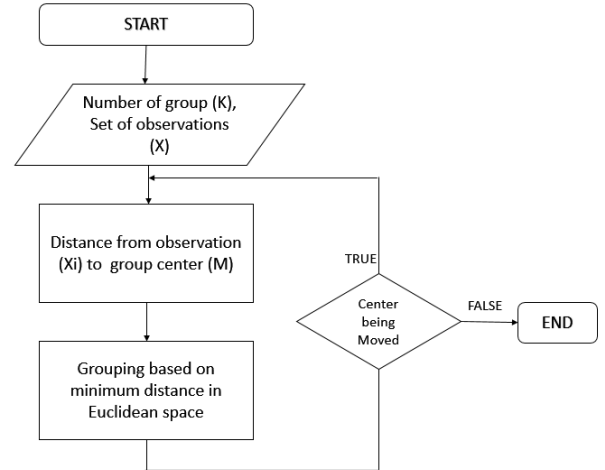 START
Number of group (K),
Set of observations
(X)
Distance from observation
(Xi) to group center (M)
Grouping based on
minimum distance in
Euclidean space
TRUE
Center
being
Moved
FALSE
END